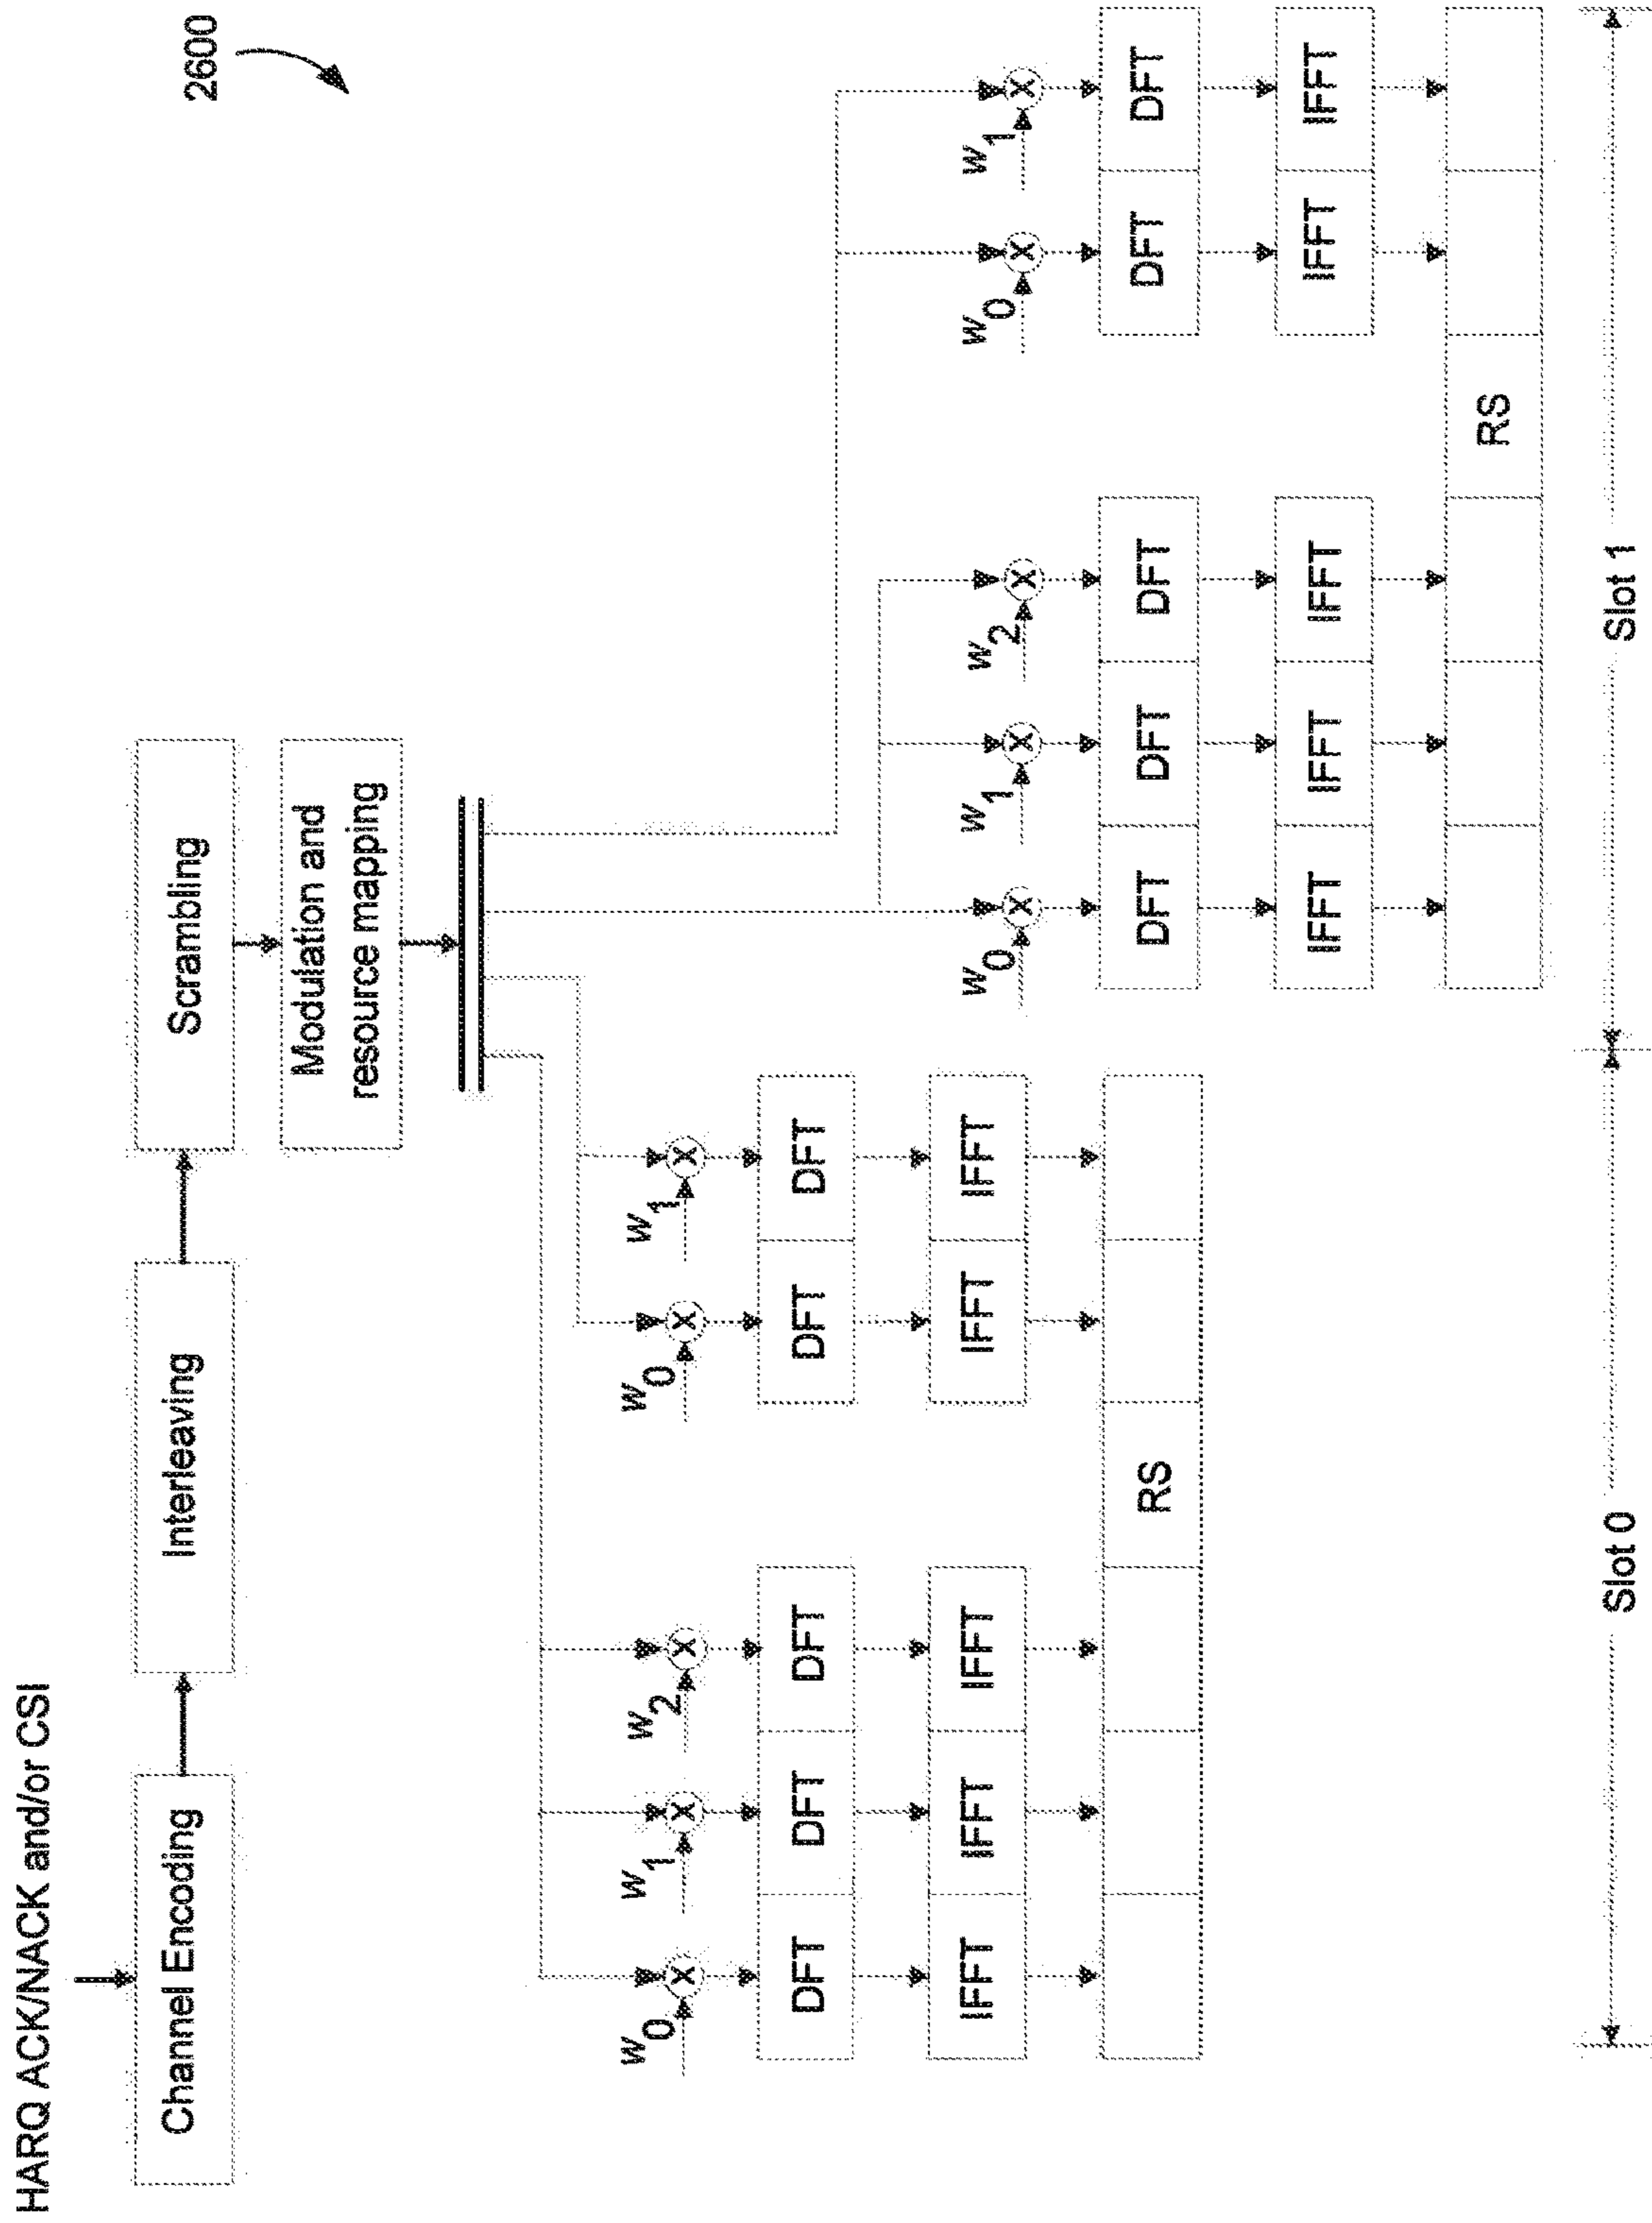 2600
HARQ ACK/NACK and/or CSI
Channel Encoding
Interleaving
Scrambling
Modulation and
resource mapping
w0
w1
w2
w0
w1
DFT
DFT
DFT
DFT
DFT
IFFT
IFFT
IFFT
IFFT
IFFT
RS
w0
w1
w2
w0
w1
DFT
DFT
DFT
DFT
DFT
IFFT
IFFT
IFFT
IFFT
IFFT
RS
Slot 0
Slot 1